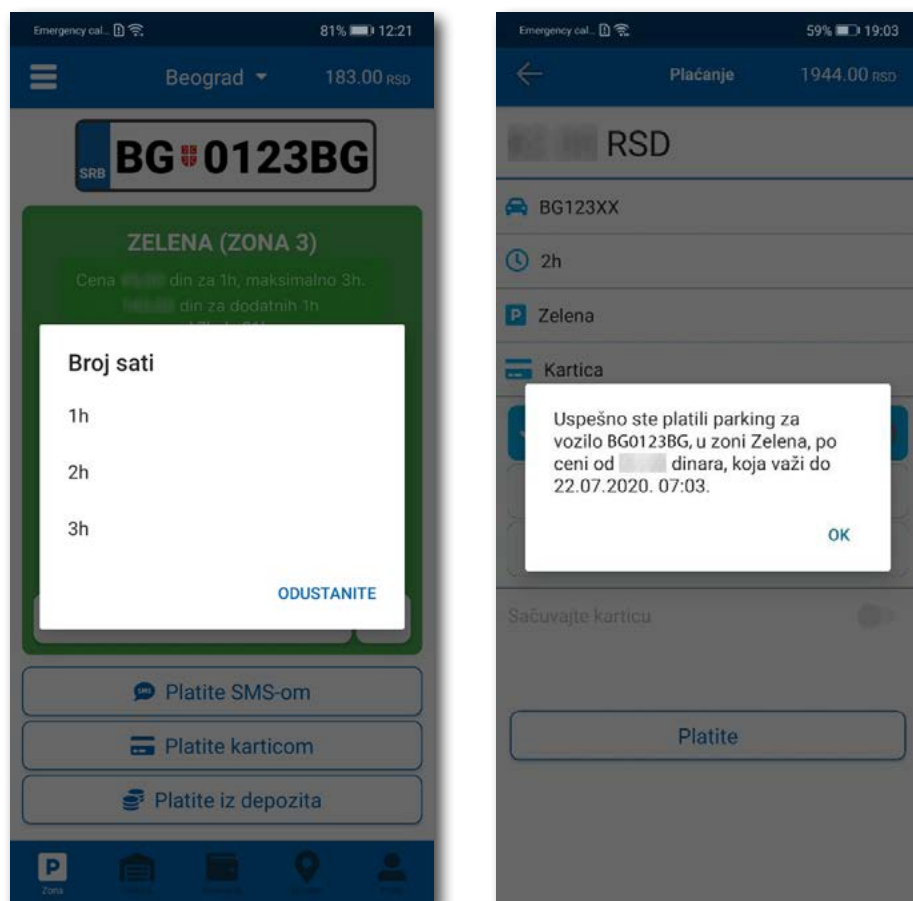 Emergency cal... 81% 12:21
Beograd 183.00 RSD
SRB BG 0123BG
ZELENA (ZONA 3)
Cena din za 1h, maksimalno 3h.
din za dodatnih 1h
Broj sati
1h
2h
3h
ODUSTANITE
SMS Platite SMS-om
Platite karticom
Platite iz depozita
P
Zona
Emergency cal... 59% 19:03
Plaćanje 1944.00 RSD
RSD
BG123XX
2h
P Zelena
Kartica
Uspešno ste platili parking za
vozilo BG0123BG, u zoni Zelena, po
ceni od dinara, koja važi do
22.07.2020. 07:03.
OK
Sačuvajte karticu
Platite